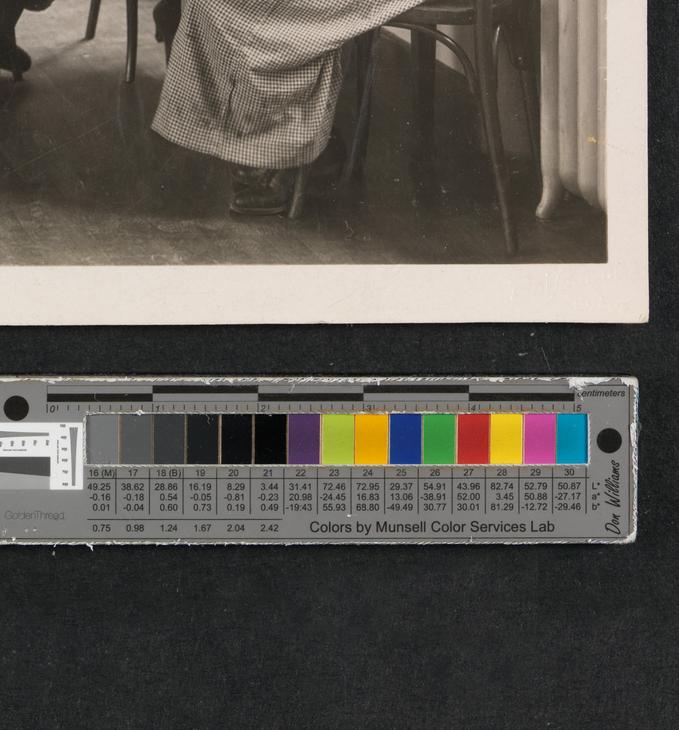 centimeters
0 1 2 3 4 5
16 (M) 17 18 (B) 19 20 21 22 23 24 25 26 27 28 29 30
49.25 38.62 28.86 16.19 8.29 3.44 31.41 72.46 72.95 29.37 54.91 43.96 82.74 52.79 50.87 L*
-0.16 -0.18 0.54 -0.05 -0.81 -0.23 20.98 -24.45 16.83 13.06 -38.91 52.00 3.45 50.88 -27.17 a*
0.01 -0.04 0.60 0.73 0.19 0.49 -19.43 55.93 68.80 -49.49 30.77 30.01 81.29 -12.72 -29.46 b*
GoldenThread
0.75 0.98 1.24 1.67 2.04 2.42
Colors by Munsell Color Services Lab
Don Williams